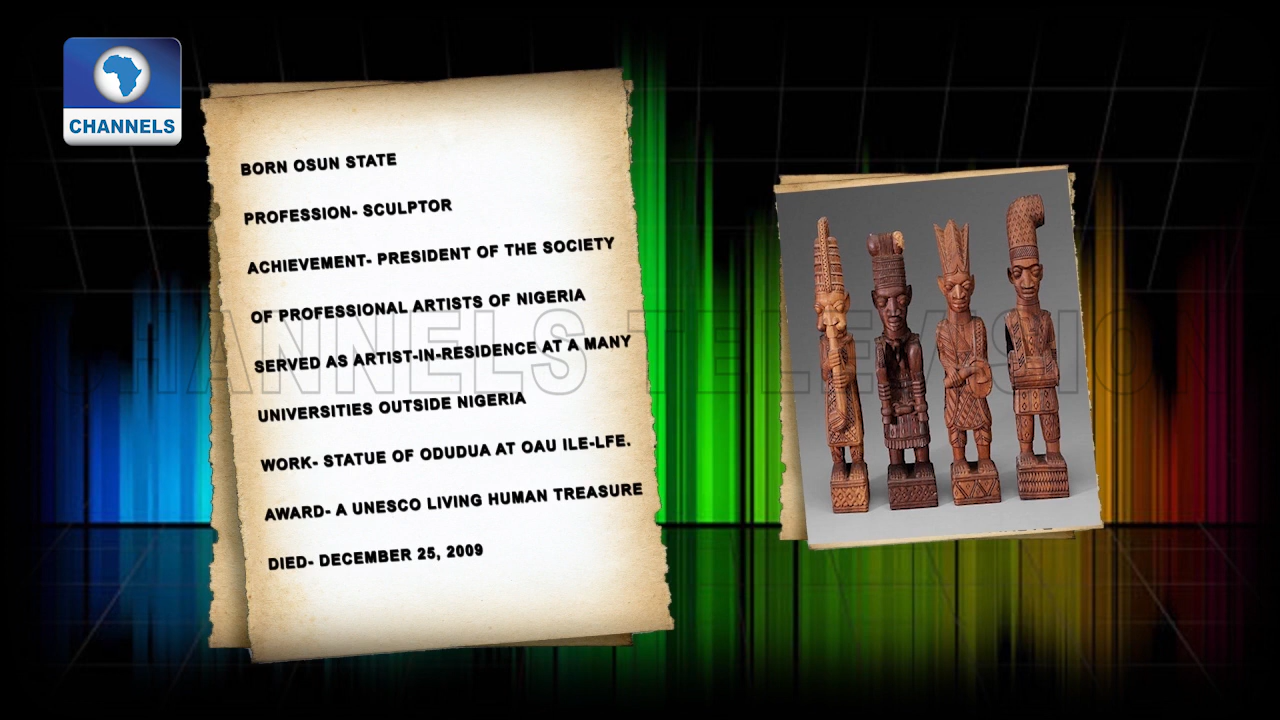 CHANNELS
BORN OSUN STATE
PROFESSION- SCULPTOR
ACHIEVEMENT- PRESIDENT OF THE SOCIETY
OF PROFESSIONAL ARTISTS OF NIGERIA
SERVED AS ARTIST-IN-RESIDENCE AT A MANY
UNIVERSITIES OUTSIDE NIGERIA
WORK- STATUE OF ODUDUA AT OAU ILE-LFE.
AWARD- A UNESCO LIVING HUMAN TREASURE
DIED- DECEMBER 25, 2009
CHANNELS TELEVISION